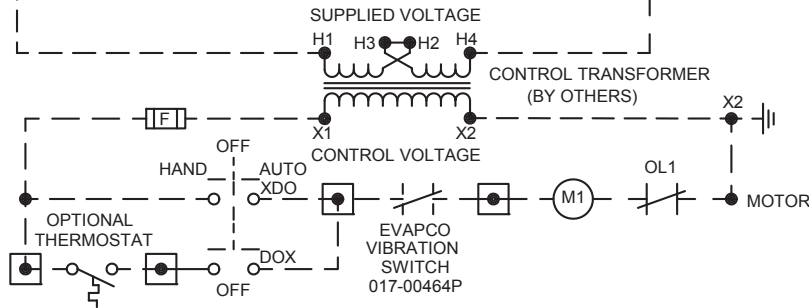 SUPPLIED VOLTAGE
H1 H3 H2 H4
CONTROL TRANSFORMER
(BY OTHERS)
F
X1 X2 X2
OFF
CONTROL VOLTAGE
HAND AUTO
XDO
OL1
M1
MOTOR
OPTIONAL
THERMOSTAT
EVAPCO
VIBRATION
SWITCH
017-00464P
DOX
OFF